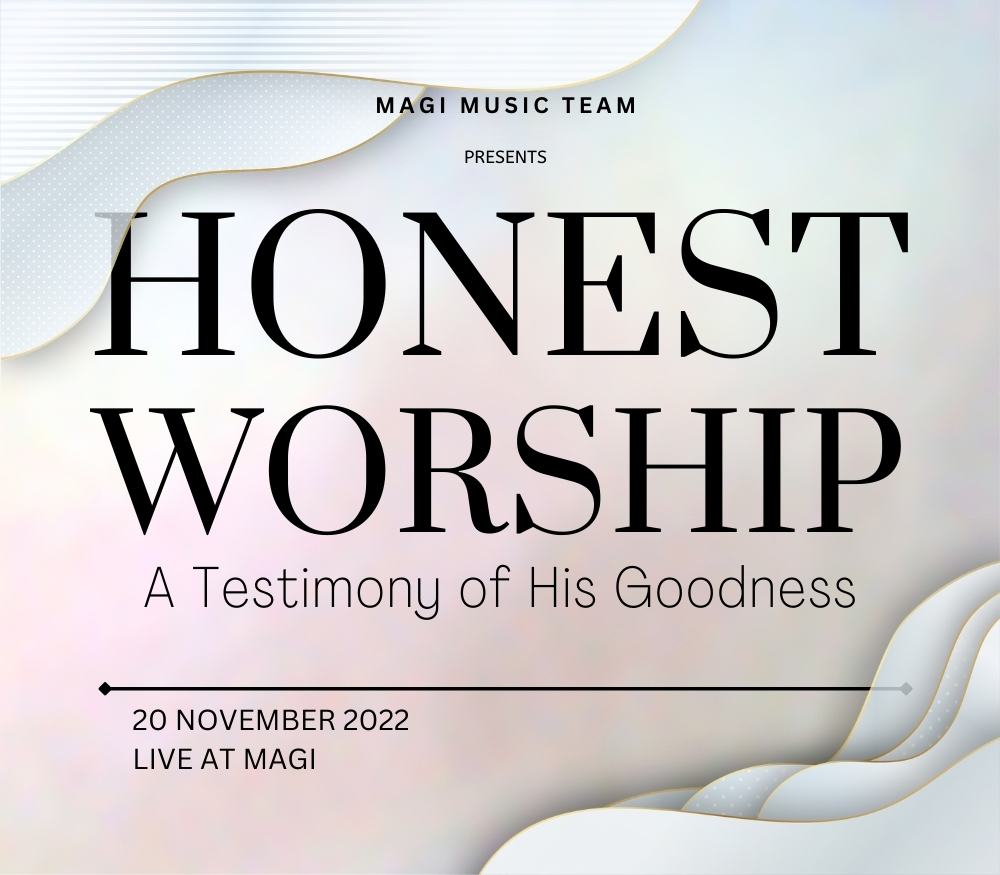 MAGI MUSIC TEAM
PRESENTS
HONEST
WORSHIP
A Testimony of His Goodness
20 NOVEMBER 2022
LIVE AT MAGI